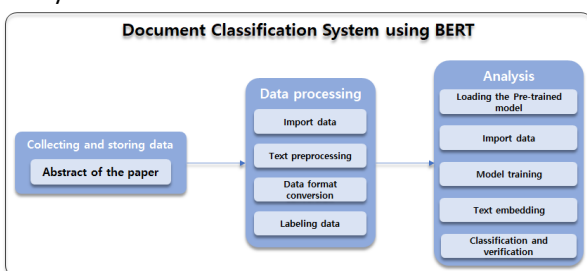 Document Classification System using BERT
Collecting and storing data
Abstract of the paper
Data processing
Import data
Text preprocessing
Data format
conversion
Labeling data
Analysis
Loading the Pre-trained
model
Import data
Model training
Text embedding
Classification and
verification